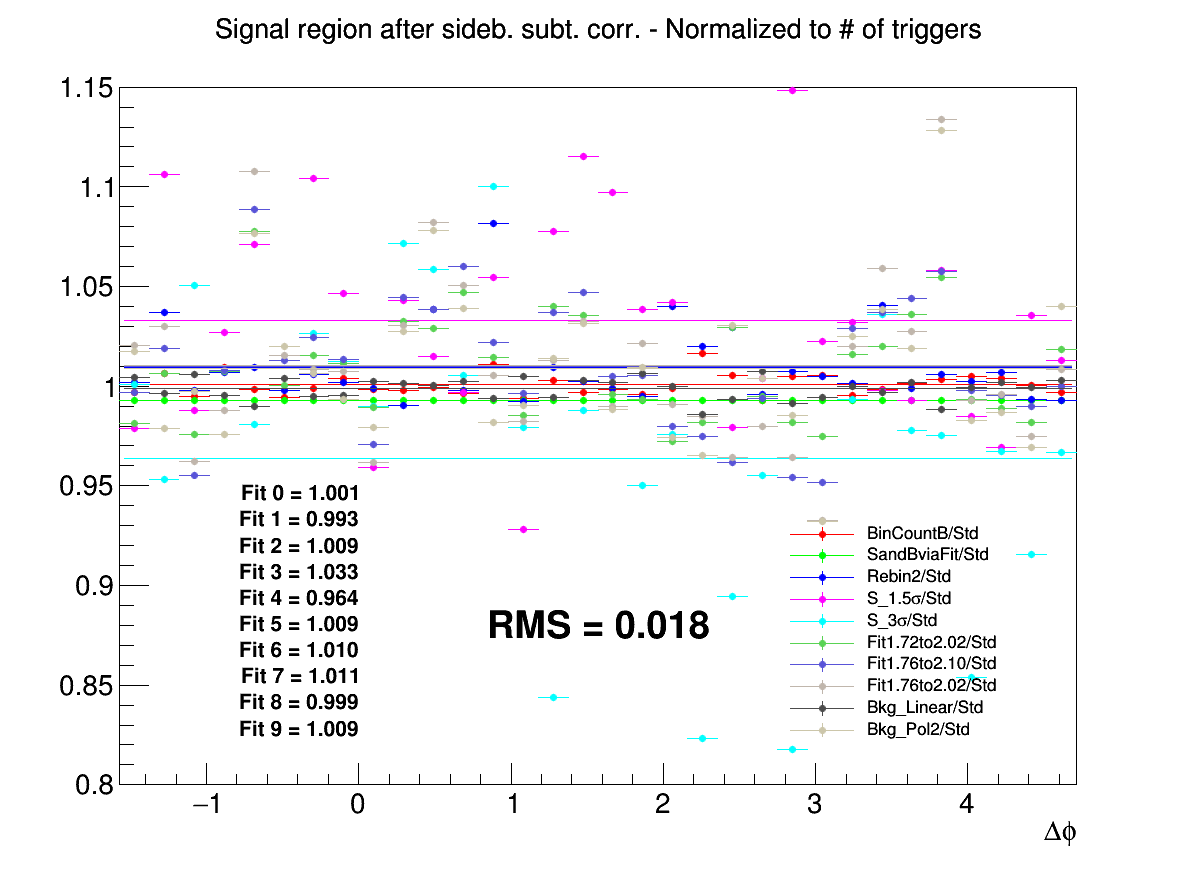 Signal region after sideb. subt. corr. - Normalized to # of triggers
1.15
1.1
1.05
1
0.95
0.9
0.85
0.8
Fit 0 = 1.001
Fit 1 = 0.993
Fit 2 = 1.009
Fit 3 = 1.033
Fit 4 = 0.964
Fit 5 = 1.009
Fit 6 = 1.010
Fit 7 = 1.011
Fit 8 = 0.999
Fit 9 = 1.009
RMS = 0.018
BinCountB/Std
SandBviaFit/Std
Rebin2/Std
S_1.5σ/Std
S_3σ/Std
Fit1.72to2.02/Std
Fit1.76to2.10/Std
Fit1.76to2.02/Std
Bkg_Linear/Std
Bkg_Pol2/Std
−1 0 1 2 3 4
Δϕ